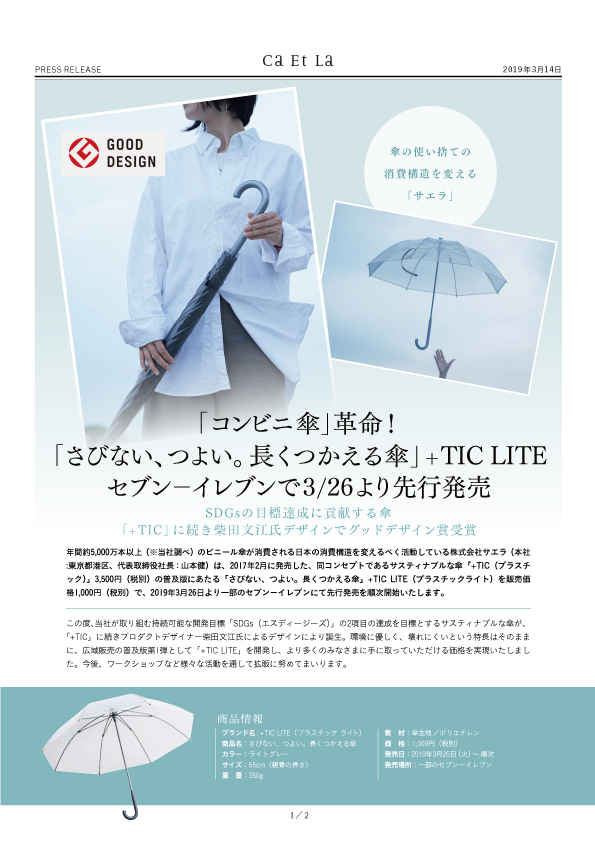 Ca Et La
PRESS RELEASE
2019年3月14日
GOOD
DESIGN
傘の使い捨ての
消費構造を変える
「サエラ」
「コンビニ傘」革命！
「さびない、つよい。長くつかえる傘」+TIC LITE
セブン−イレブンで3/26より先行発売
SDGsの目標達成に貢献する傘
「+TIC」に続き柴田文江氏デザインでグッドデザイン賞受賞
年間約5,000万本以上（※当社調べ）のビニール傘が消費される日本の消費構造を変えるべく活動している株式会社サエラ（本社
:東京都港区、代表取締役社長：山本健）は、2017年2月に発売した、同コンセプトであるサスティナブルな傘「+TIC（プラスチ
ック）」3,500円（税別）の普及版にあたる「さびない、つよい。長くつかえる傘」+TIC LITE（プラスチックライト）を販売価
格1,000円（税別）で、2019年3月26日より一部のセブン−イレブンにて先行発売を順次開始いたします。
この度、当社が取り組む持続可能な開発目標「SDGs（エスディージーズ）」の2項目の達成を目標とするサスティナブルな傘が、
「+TIC」に続きプロダクトデザイナー柴田文江氏によるデザインにより誕生。環境に優しく、壊れにくいという特長はそのまま
に、広域販売の普及版第1弾として「+TIC LITE」を開発し、より多くのみなさまに手に取っていただける価格を実現いたしまし
た。今後、ワークショップなど様々な活動を通して拡販に努めてまいります。
商品情報
ブランド名：+TIC LITE（プラスチック ライト）
商品名：さびない、つよい。長くつかえる傘
カラー：ライトグレー
サイズ：65cm（親骨の長さ）
重　量：350g
素　材：傘生地／ポリエチレン
価　格：1,000円（税別）
発売日：2019年3月26日（火）〜 順次
発売場所：一部のセブン−イレブン
1／2